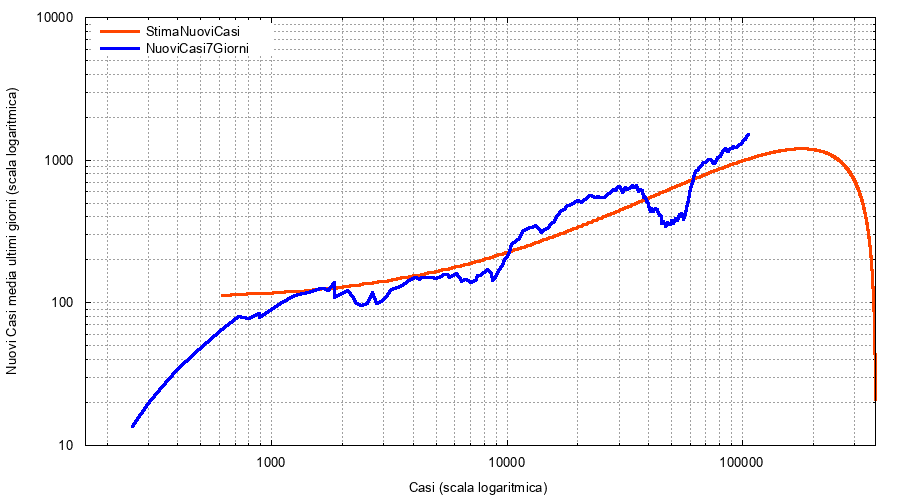 10000
1000
100
10
StimaNuoviCasi
NuoviCasi7Giorni
Nuovi Casi media ultimi giorni (scala logaritmica)
1000 10000 100000
Casi (scala logaritmica)